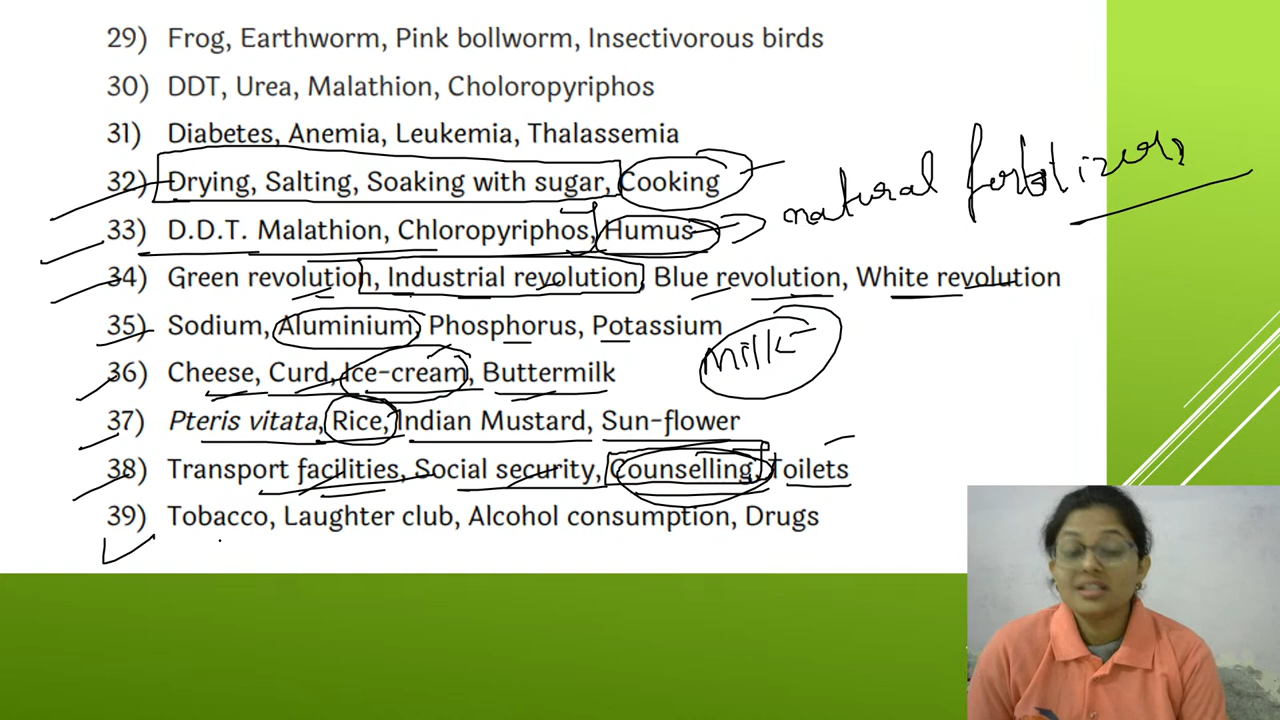 29) Frog, Earthworm, Pink bollworm, Insectivorous birds
30) DDT, Urea, Malathion, Choloropyriphos
31) Diabetes, Anemia, Leukemia, Thalassemia
32) Drying, Salting, Soaking with sugar, Cooking
33) D.D.T. Malathion, Chloropyriphos, Humus
natural fertilizers
34) Green revolution, Industrial revolution, Blue revolution, White revolution
35) Sodium, Aluminium, Phosphorus, Potassium
milk
36) Cheese, Curd, Ice-cream, Buttermilk
37) Pteris vitata, Rice, Indian Mustard, Sun-flower
38) Transport facilities, Social security, Counselling, Toilets
39) Tobacco, Laughter club, Alcohol consumption, Drugs